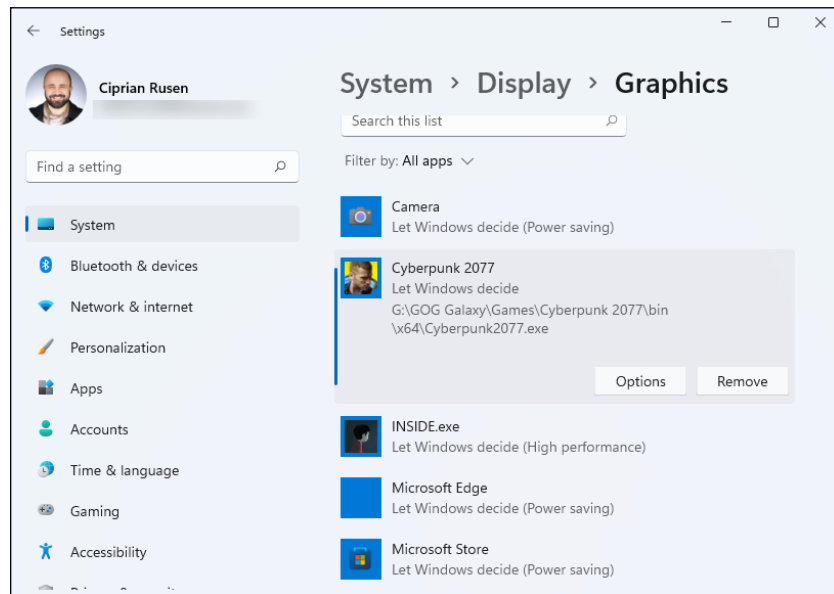 Settings
Ciprian Rusen
Find a setting
System
Bluetooth & devices
Network & internet
Personalization
Apps
Accounts
Time & language
Gaming
Accessibility
System > Display > Graphics
Search this list
Filter by: All apps
Camera
Let Windows decide (Power saving)
Cyberpunk 2077
Let Windows decide
G:\GOG Galaxy\Games\Cyberpunk 2077\bin
\x64\Cyberpunk2077.exe
Options
Remove
INSIDE.exe
Let Windows decide (High performance)
Microsoft Edge
Let Windows decide (Power saving)
Microsoft Store
Let Windows decide (Power saving)